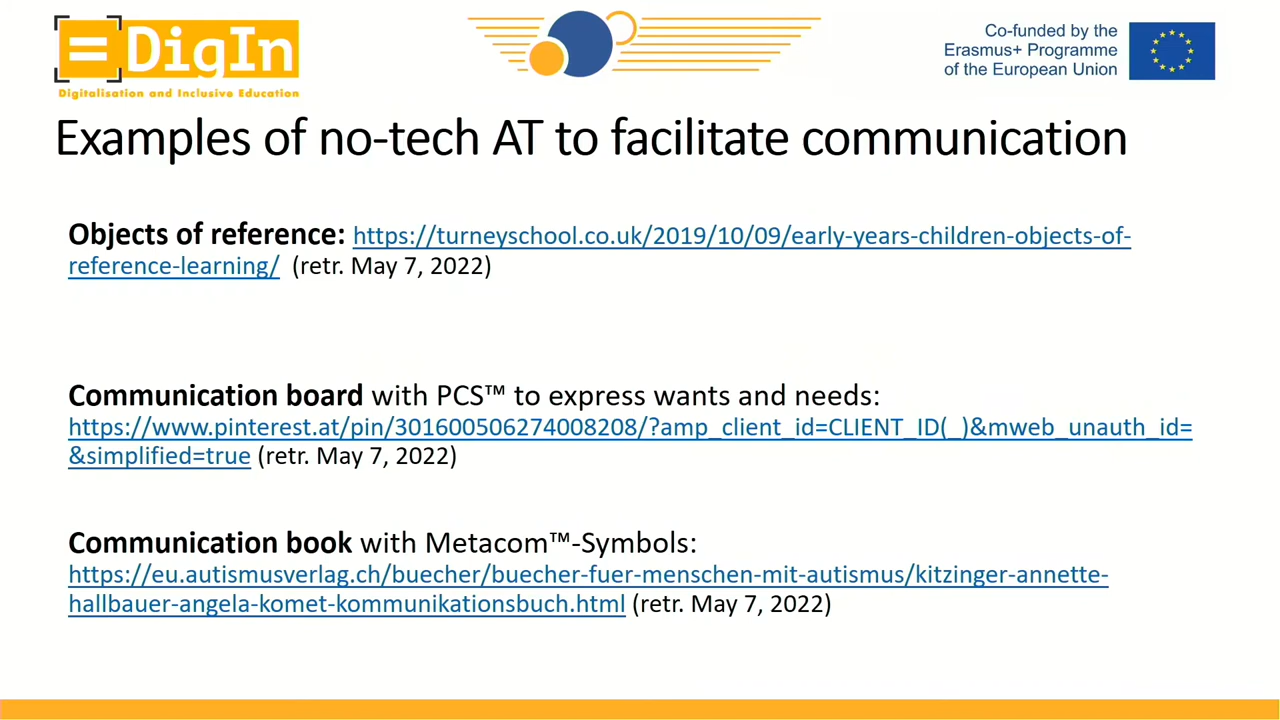 =DigIn
Digitalisation and Inclusive Education
Co-funded by the
Erasmus+ Programme
of the European Union
Examples of no-tech AT to facilitate communication
Objects of reference: https://turneyschool.co.uk/2019/10/09/early-years-children-objects-of-
reference-learning/ (retr. May 7, 2022)
Communication board with PCS™ to express wants and needs:
https://www.pinterest.at/pin/301600506274008208/?amp_client_id=CLIENT_ID(_)&mweb_unauth_id=
&simplified=true (retr. May 7, 2022)
Communication book with Metacom™-Symbols:
https://eu.autismusverlag.ch/buecher/buecher-fuer-menschen-mit-autismus/kitzinger-annette-
hallbauer-angela-komet-kommunikationsbuch.html (retr. May 7, 2022)